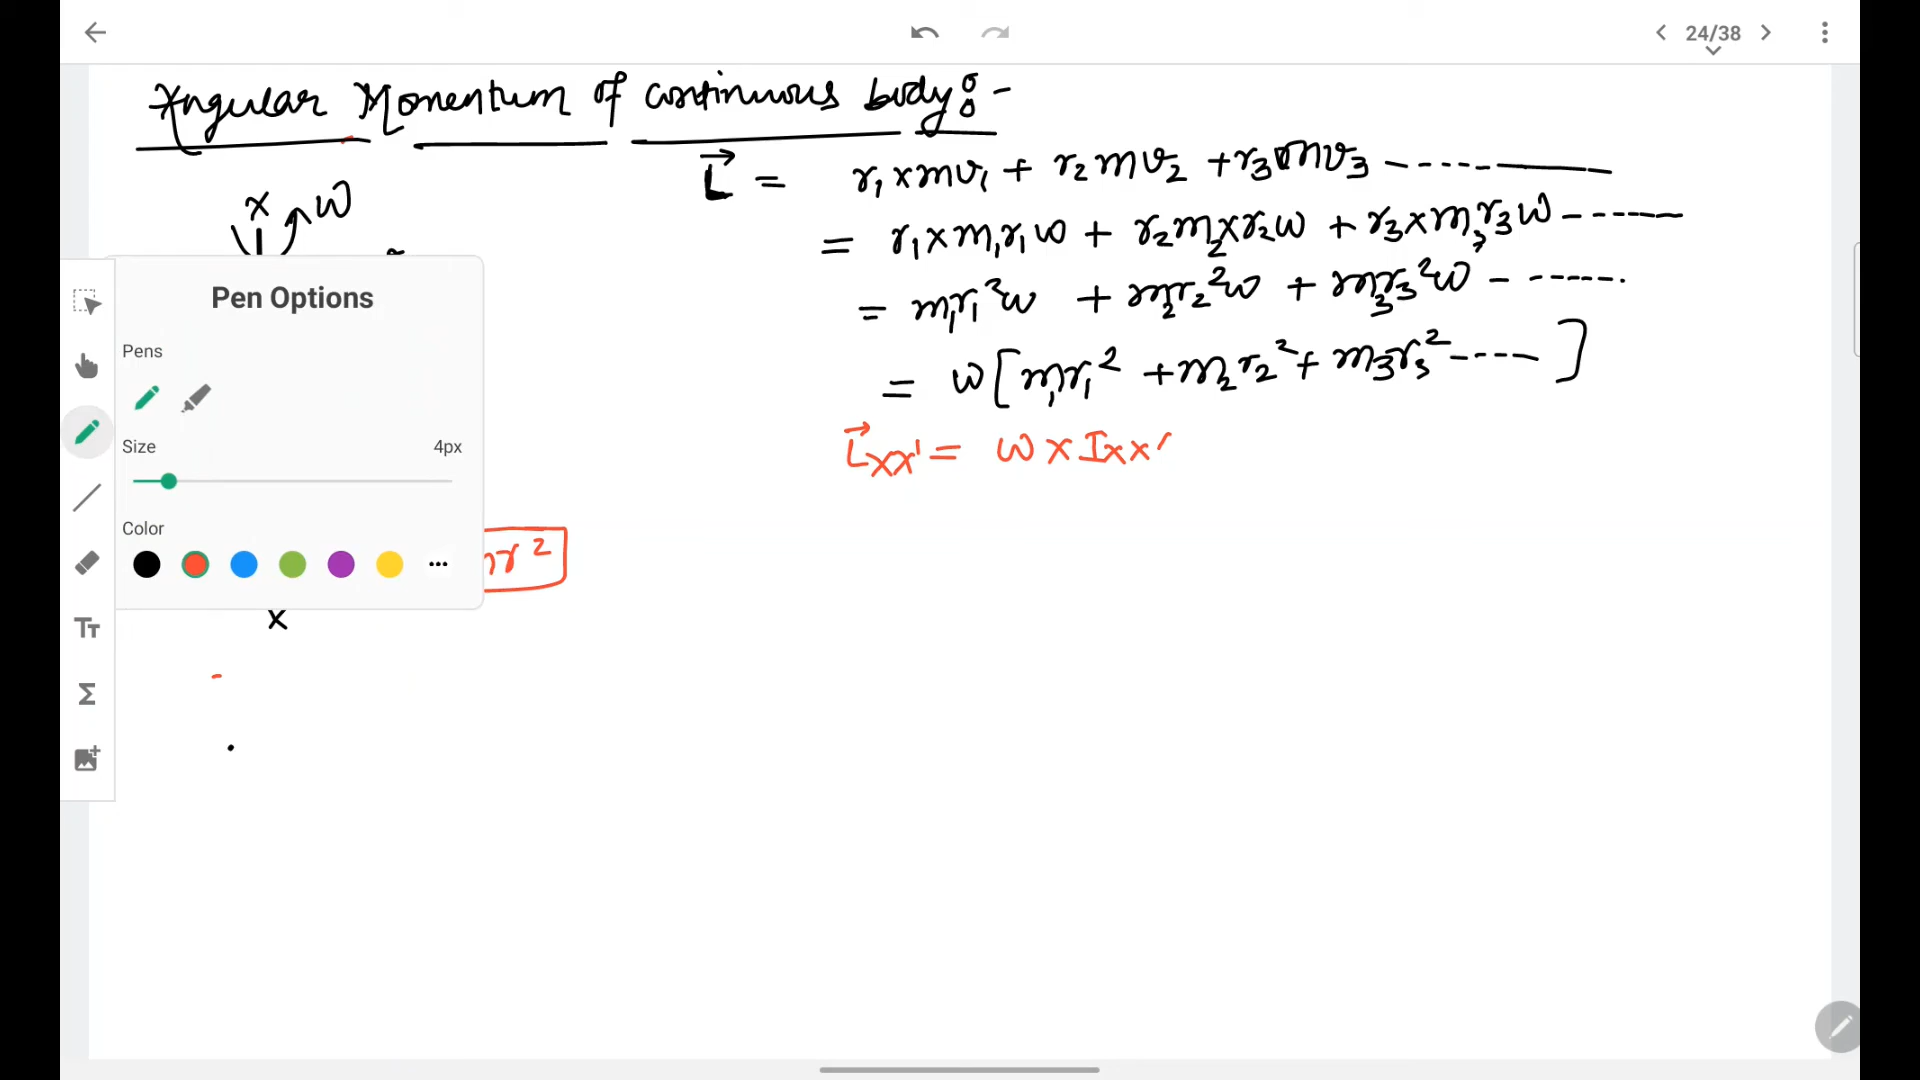 24/38
Angular Momentum of continuous body:-
L⃗ = r₁×mv₁ + r₂mv₂ + r₃mv₃ -----
x ω
= r₁×m₁r₁ω + r₂m₂×r₂ω + r₃×m₃r₃ω -----
= m₁r₁²ω + m₂r₂²ω + m₃r₃²ω - -----
= ω[m₁r₁² + m₂r₂² + m₃r₃² ----]
L⃗xx' = ω × Ixx'
Pen Options
Pens
Size 4px
Color
r²
x
Tт
Σ